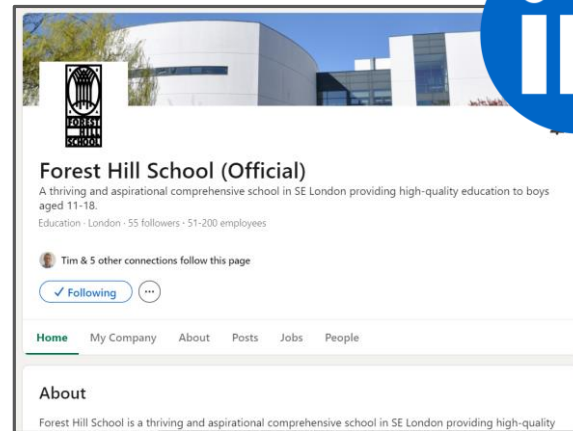 in
FOREST
HILL
SCHOOL
Forest Hill School (Official)
A thriving and aspirational comprehensive school in SE London providing high-quality education to boys
aged 11-18.
Education · London · 55 followers · 51-200 employees
Tim & 5 other connections follow this page
✓ Following
Home My Company About Posts Jobs People
About
Forest Hill School is a thriving and aspirational comprehensive school in SE London providing high-quality